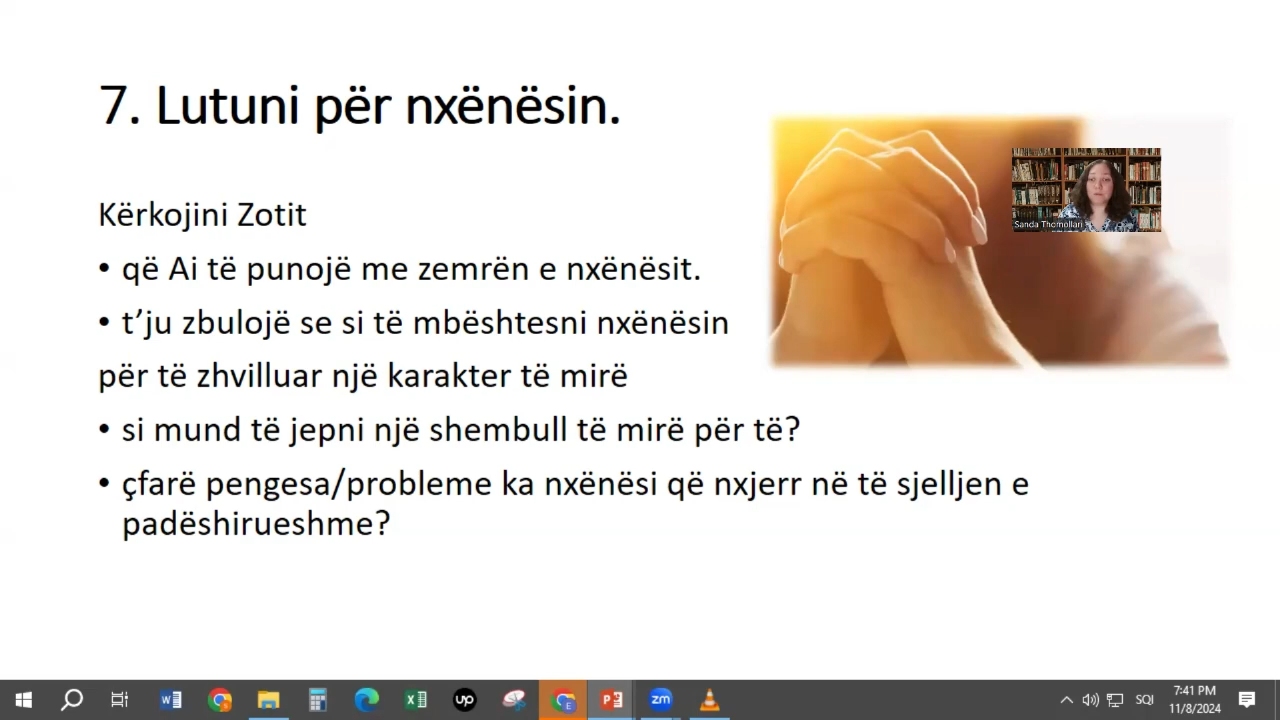 7. Lutuni për nxënësin.
Kërkojini Zotit
• që Ai të punojë me zemrën e nxënësit.
• t’ju zbulojë se si të mbështesni nxënësin
për të zhvilluar një karakter të mirë
• si mund të jepni një shembull të mirë për të?
• çfarë pengesa/probleme ka nxënësi që nxjerr në të sjelljen e
padëshirueshme?
Sanda Thomollari
up
zm
SQI
7:41 PM
11/8/2024